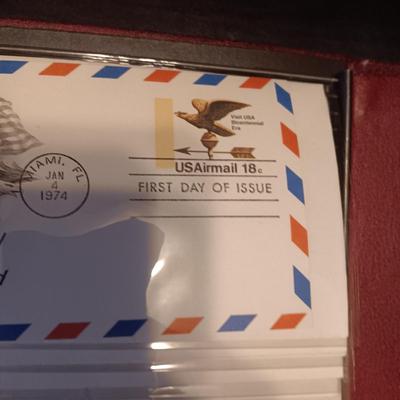 Visit USA
Bicentennial
Era
USAirmail 18c
MIAMI, FL
JAN
4
1974
FIRST DAY OF ISSUE